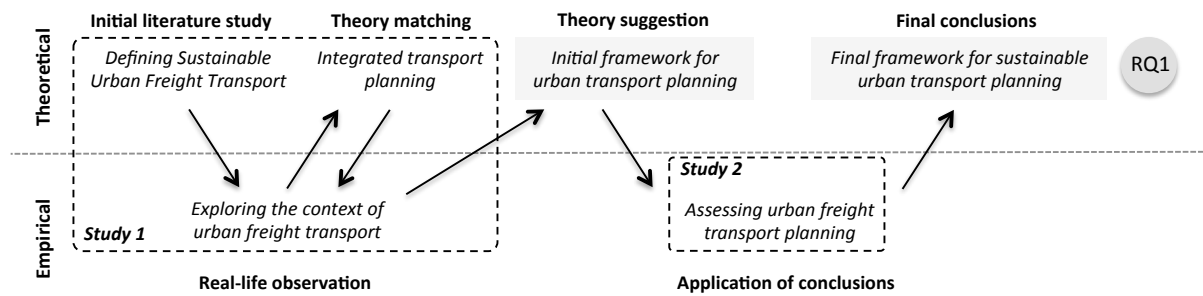 Initial literature study
Theory matching
Theory suggestion
Final conclusions
Theoretical
Defining Sustainable
Urban Freight Transport
Integrated transport
planning
Initial framework for
urban transport planning
Final framework for sustainable
urban transport planning
RQ1
Empirical
Study 1
Exploring the context of
urban freight transport
Study 2
Assessing urban freight
transport planning
Real-life observation
Application of conclusions